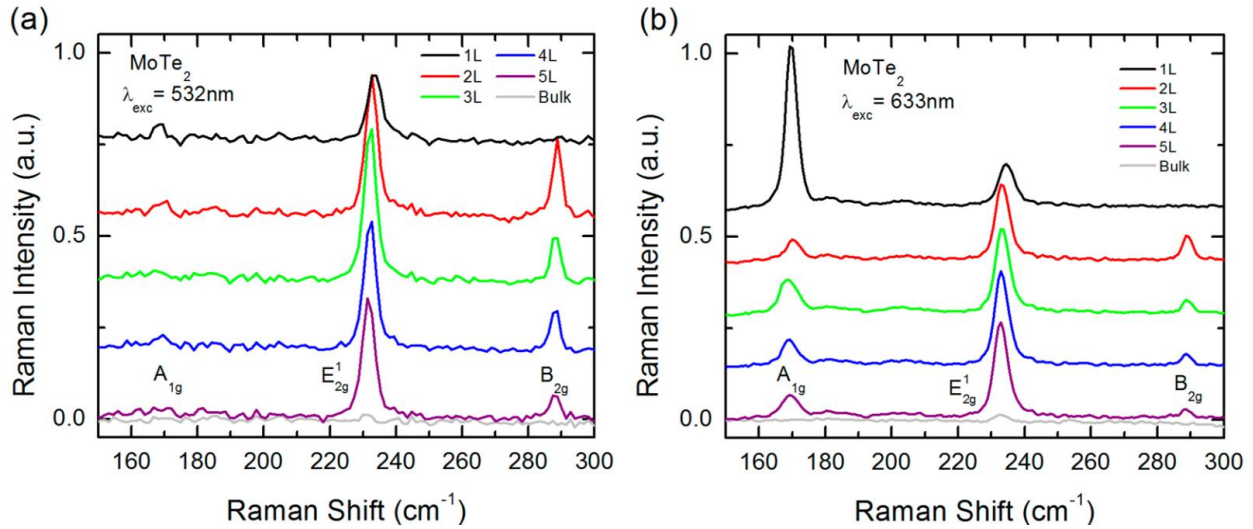 (a)
1.0
0.5
0.0
Raman Intensity (a.u.)
MoTe2
λexc = 532nm
1L
2L
3L
4L
5L
Bulk
A1g
E12g
B2g
160 180 200 220 240 260 280 300
Raman Shift (cm-1)
(b)
1.0
0.5
0.0
Raman Intensity (a.u.)
MoTe2
λexc = 633nm
1L
2L
3L
4L
5L
Bulk
A1g
E12g
B2g
160 180 200 220 240 260 280 300
Raman Shift (cm-1)